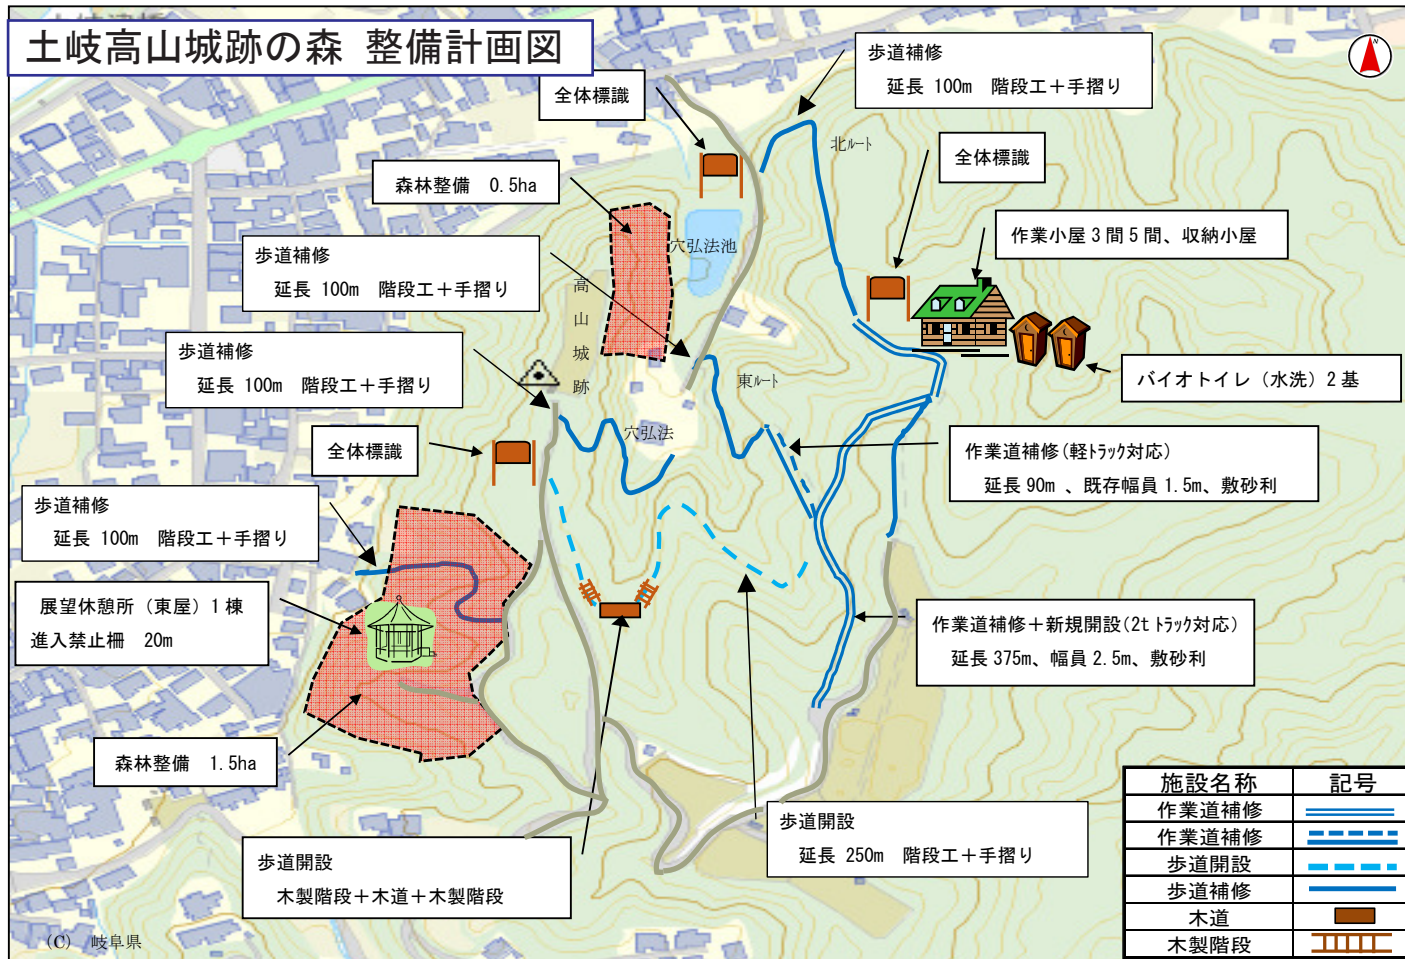 土岐高山城跡の森 整備計画図
歩道補修
延長 100m 階段工＋手摺り
N
全体標識
北ルート
全体標識
森林整備 0.5ha
作業小屋 3 間 5 間、収納小屋
穴弘法池
歩道補修
延長 100m 階段工＋手摺り
高山城跡
歩道補修
延長 100m 階段工＋手摺り
東ルート
バイオトイレ（水洗）2 基
全体標識
穴弘法
作業道補修(軽トラック対応)
延長 90m 、既存幅員 1.5m、敷砂利
歩道補修
延長 100m 階段工＋手摺り
展望休憩所（東屋）1 棟
進入禁止柵 20m
作業道補修＋新規開設(2t トラック対応)
延長 375m、幅員 2.5m、敷砂利
森林整備 1.5ha
歩道開設
延長 250m 階段工＋手摺り
歩道開設
木製階段＋木道＋木製階段
施設名称 記号
作業道補修
作業道補修
歩道開設
歩道補修
木道
木製階段
(C) 岐阜県